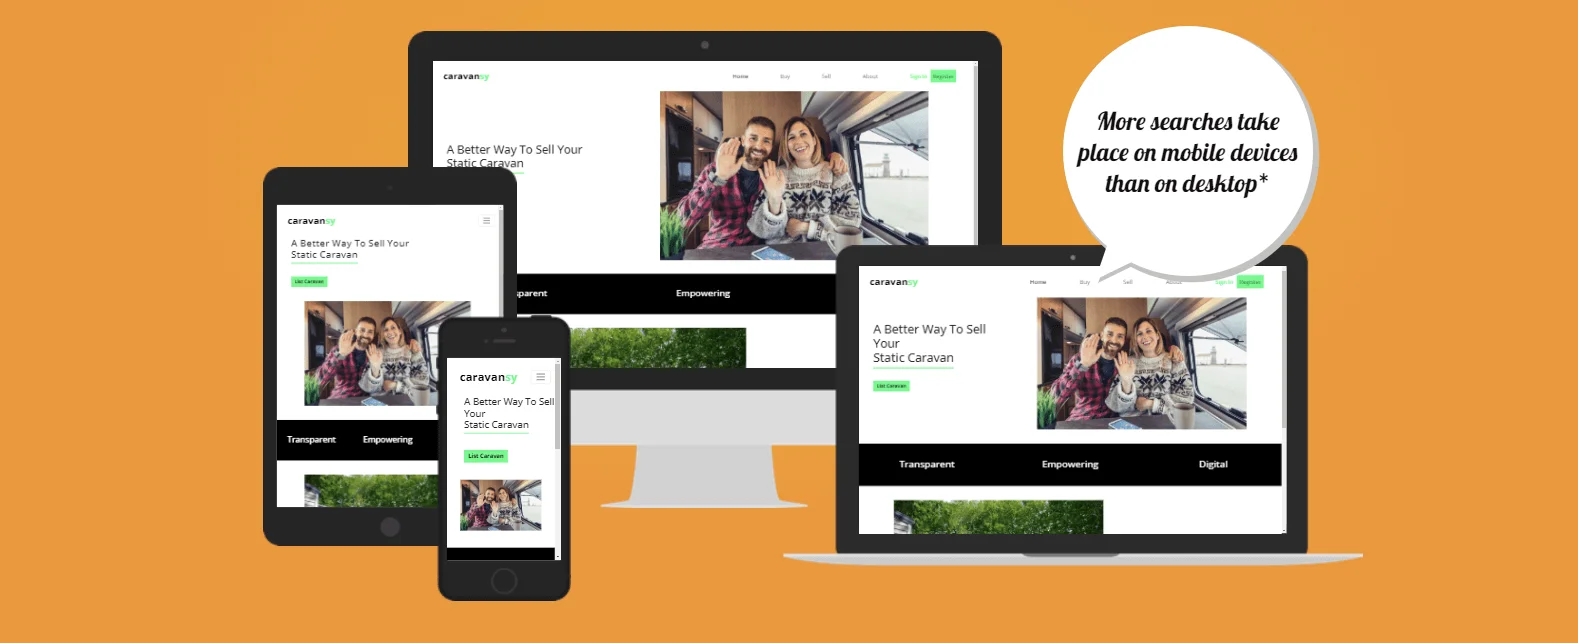 caravansy
Home Buy Sell About Sign In Register
A Better Way To Sell Your
Static Caravan
Empowering
More searches take
place on mobile devices
than on desktop*
caravansy
A Better Way To Sell Your
Static Caravan
List Caravan
Transparent Empowering
caravansy
A Better Way To Sell
Your
Static Caravan
List Caravan
caravansy
Home Buy Sell Sign In Register
A Better Way To Sell
Your
Static Caravan
List Caravan
Transparent Empowering Digital